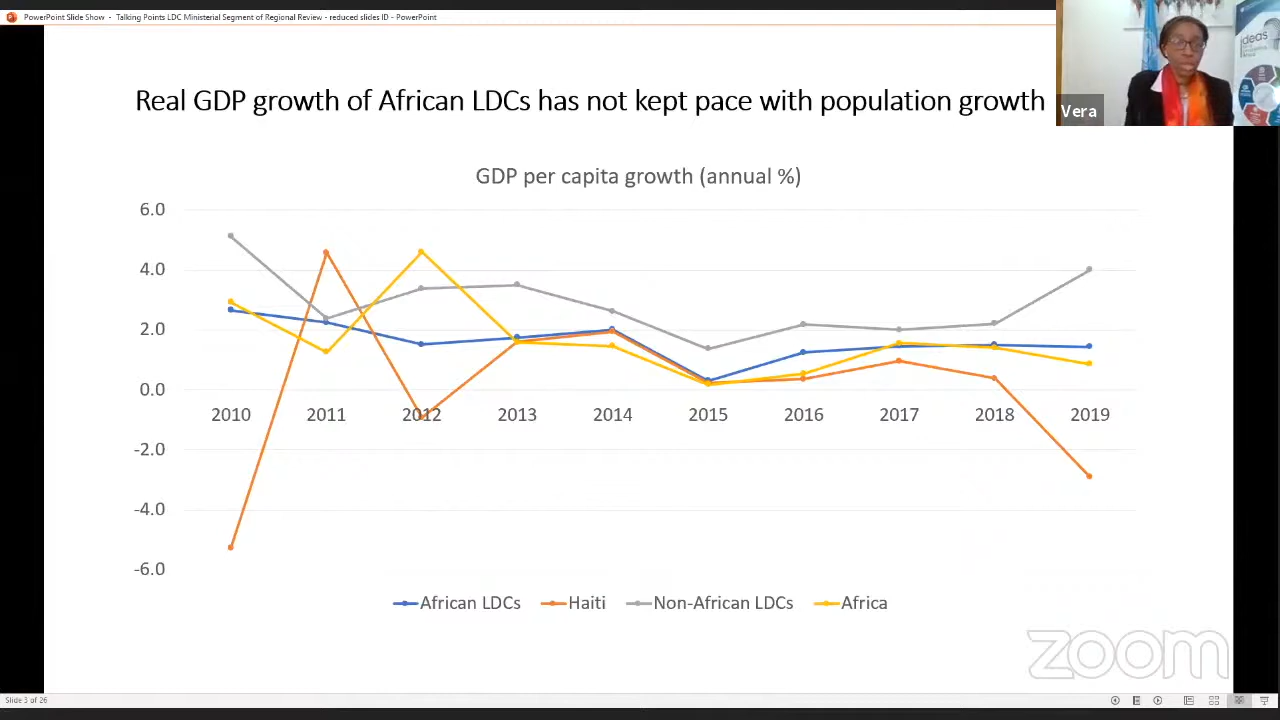 PowerPoint Slide Show - Talking Points LDC Ministerial Segment of Regional Review - reduced slides ID - PowerPoint
ideas
Vera
Real GDP growth of African LDCs has not kept pace with population growth
GDP per capita growth (annual %)
6.0
4.0
2.0
0.0
2010 2011 2012 2013 2014 2015 2016 2017 2018 2019
-2.0
-4.0
-6.0
African LDCs Haiti Non-African LDCs Africa
zoom
Slide 3 of 26